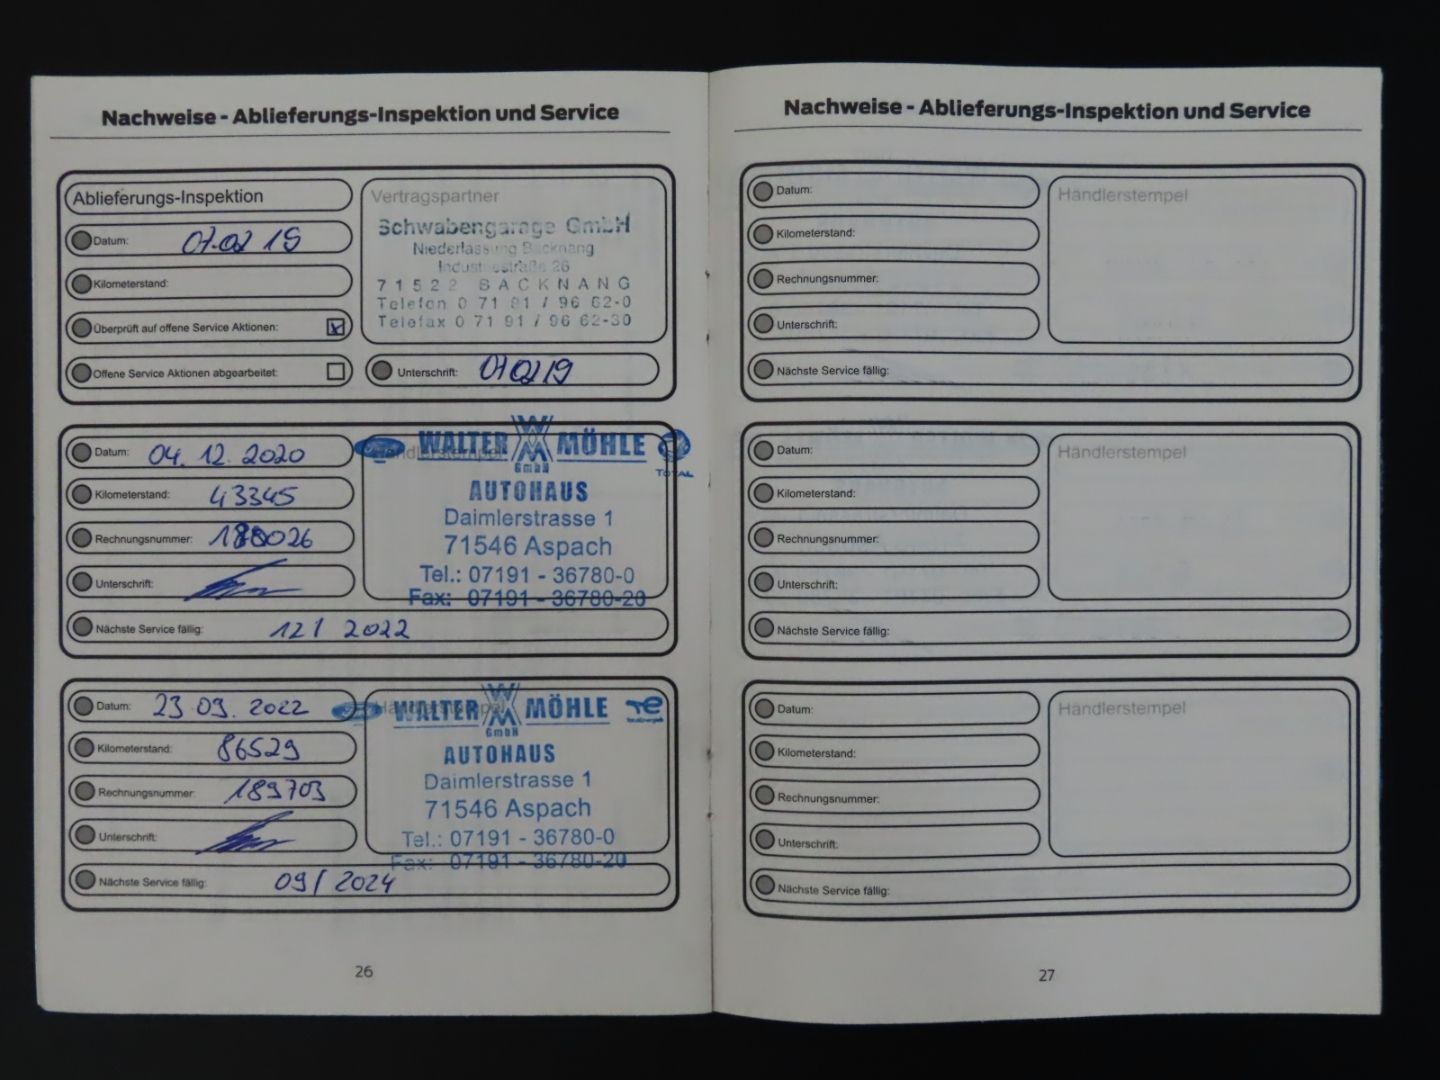 Nachweise - Ablieferungs-Inspektion und Service
Ablieferungs-Inspektion
Datum: 07.02 19
Kilometerstand:
Überprüft auf offene Service Aktionen: x
Offene Service Aktionen abgearbeitet:
Vertragspartner
Schwabengarage GmbH
Niederlassung Backnang
Industriestraße 26
71522 BACKNANG
Telefon 0 71 91 / 96 62-0
Telefax 0 71 91 / 96 62-30
Unterschrift: 07.02 19
Datum: 04. 12. 2020
Kilometerstand: 43345
Rechnungsnummer: 180026
Unterschrift:
Nächste Service fällig: 12 / 2022
Händlerstempel
WALTER MÖHLE
GmbH
TOTAL
AUTOHAUS
Daimlerstrasse 1
71546 Aspach
Tel.: 07191 - 36780-0
Fax: 07191 - 36780-20
Datum: 23 09. 2022
Kilometerstand: 86529
Rechnungsnummer: 189703
Unterschrift:
Nächste Service fällig: 09 / 2024
Händlerstempel
WALTER MÖHLE
GmbH
AUTOHAUS
Daimlerstrasse 1
71546 Aspach
Tel.: 07191 - 36780-0
Fax: 07191 - 36780-20
26
Nachweise - Ablieferungs-Inspektion und Service
Datum:
Kilometerstand:
Rechnungsnummer:
Unterschrift:
Nächste Service fällig:
Händlerstempel
Datum:
Kilometerstand:
Rechnungsnummer:
Unterschrift:
Nächste Service fällig:
Händlerstempel
Datum:
Kilometerstand:
Rechnungsnummer:
Unterschrift:
Nächste Service fällig:
Händlerstempel
27